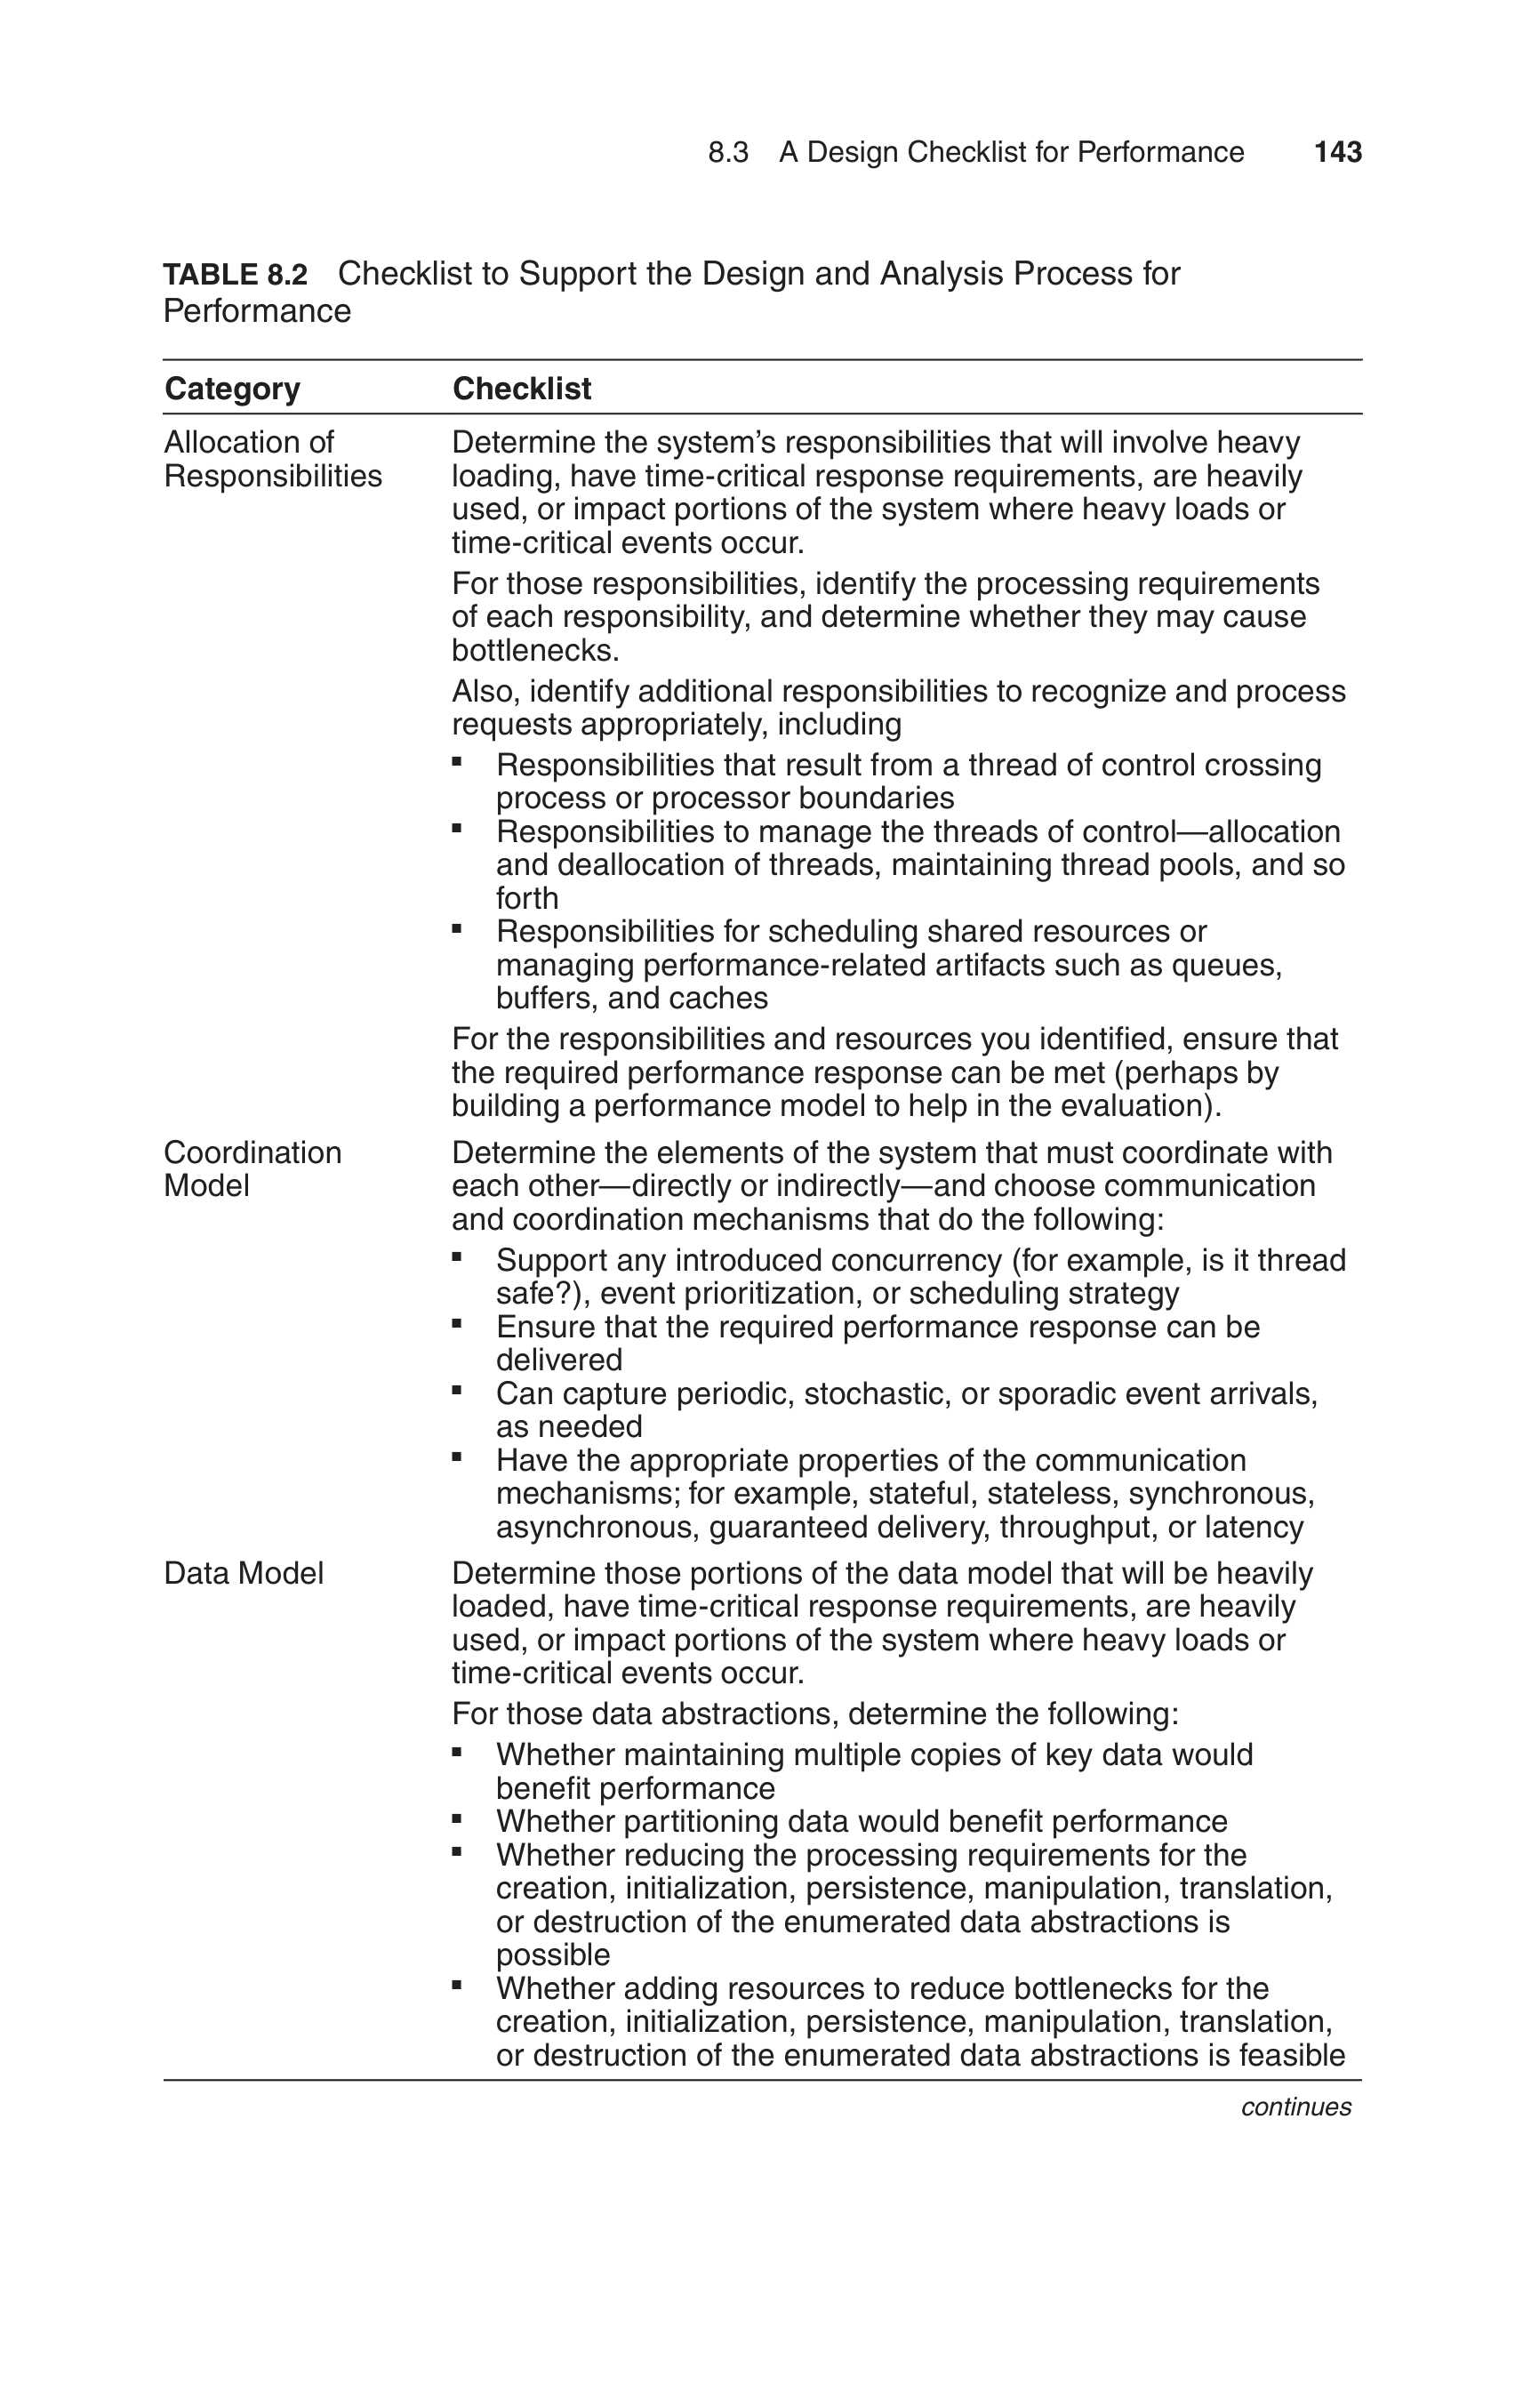 8.3 A Design Checklist for Performance 143
TABLE 8.2 Checklist to Support the Design and Analysis Process for
Performance
Category Checklist
Allocation of
Responsibilities
Determine the system’s responsibilities that will involve heavy
loading, have time-critical response requirements, are heavily
used, or impact portions of the system where heavy loads or
time-critical events occur.
For those responsibilities, identify the processing requirements
of each responsibility, and determine whether they may cause
bottlenecks.
Also, identify additional responsibilities to recognize and process
requests appropriately, including
▪ Responsibilities that result from a thread of control crossing
process or processor boundaries
▪ Responsibilities to manage the threads of control—allocation
and deallocation of threads, maintaining thread pools, and so
forth
▪ Responsibilities for scheduling shared resources or
managing performance-related artifacts such as queues,
buffers, and caches
For the responsibilities and resources you identified, ensure that
the required performance response can be met (perhaps by
building a performance model to help in the evaluation).
Coordination
Model
Determine the elements of the system that must coordinate with
each other—directly or indirectly—and choose communication
and coordination mechanisms that do the following:
▪ Support any introduced concurrency (for example, is it thread
safe?), event prioritization, or scheduling strategy
▪ Ensure that the required performance response can be
delivered
▪ Can capture periodic, stochastic, or sporadic event arrivals,
as needed
▪ Have the appropriate properties of the communication
mechanisms; for example, stateful, stateless, synchronous,
asynchronous, guaranteed delivery, throughput, or latency
Data Model
Determine those portions of the data model that will be heavily
loaded, have time-critical response requirements, are heavily
used, or impact portions of the system where heavy loads or
time-critical events occur.
For those data abstractions, determine the following:
▪ Whether maintaining multiple copies of key data would
benefit performance
▪ Whether partitioning data would benefit performance
▪ Whether reducing the processing requirements for the
creation, initialization, persistence, manipulation, translation,
or destruction of the enumerated data abstractions is
possible
▪ Whether adding resources to reduce bottlenecks for the
creation, initialization, persistence, manipulation, translation,
or destruction of the enumerated data abstractions is feasible
continues